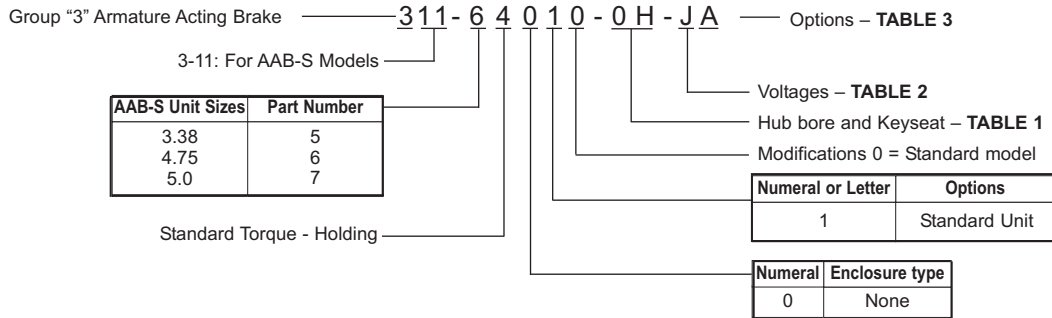 Group “3” Armature Acting Brake
311-64010-0H-JA
Options – TABLE 3
3-11: For AAB-S Models
AAB-S Unit Sizes Part Number
3.38 5
4.75 6
5.0 7
Standard Torque - Holding
Voltages – TABLE 2
Hub bore and Keyseat – TABLE 1
Modifications 0 = Standard model
Numeral or Letter Options
1 Standard Unit
Numeral Enclosure type
0 None